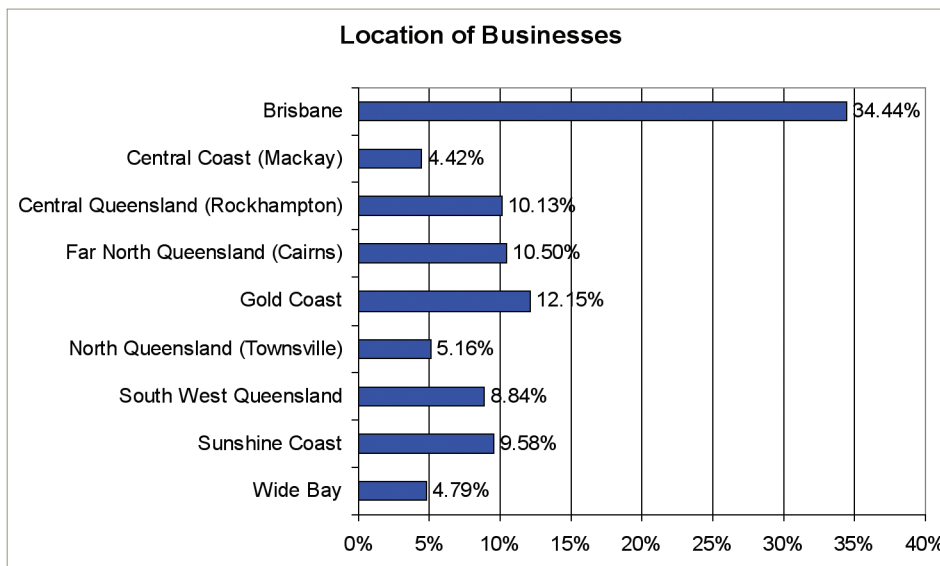 Location of Businesses
Brisbane 34.44%
Central Coast (Mackay) 4.42%
Central Queensland (Rockhampton) 10.13%
Far North Queensland (Cairns) 10.50%
Gold Coast 12.15%
North Queensland (Townsville) 5.16%
South West Queensland 8.84%
Sunshine Coast 9.58%
Wide Bay 4.79%
0% 5% 10% 15% 20% 25% 30% 35% 40%